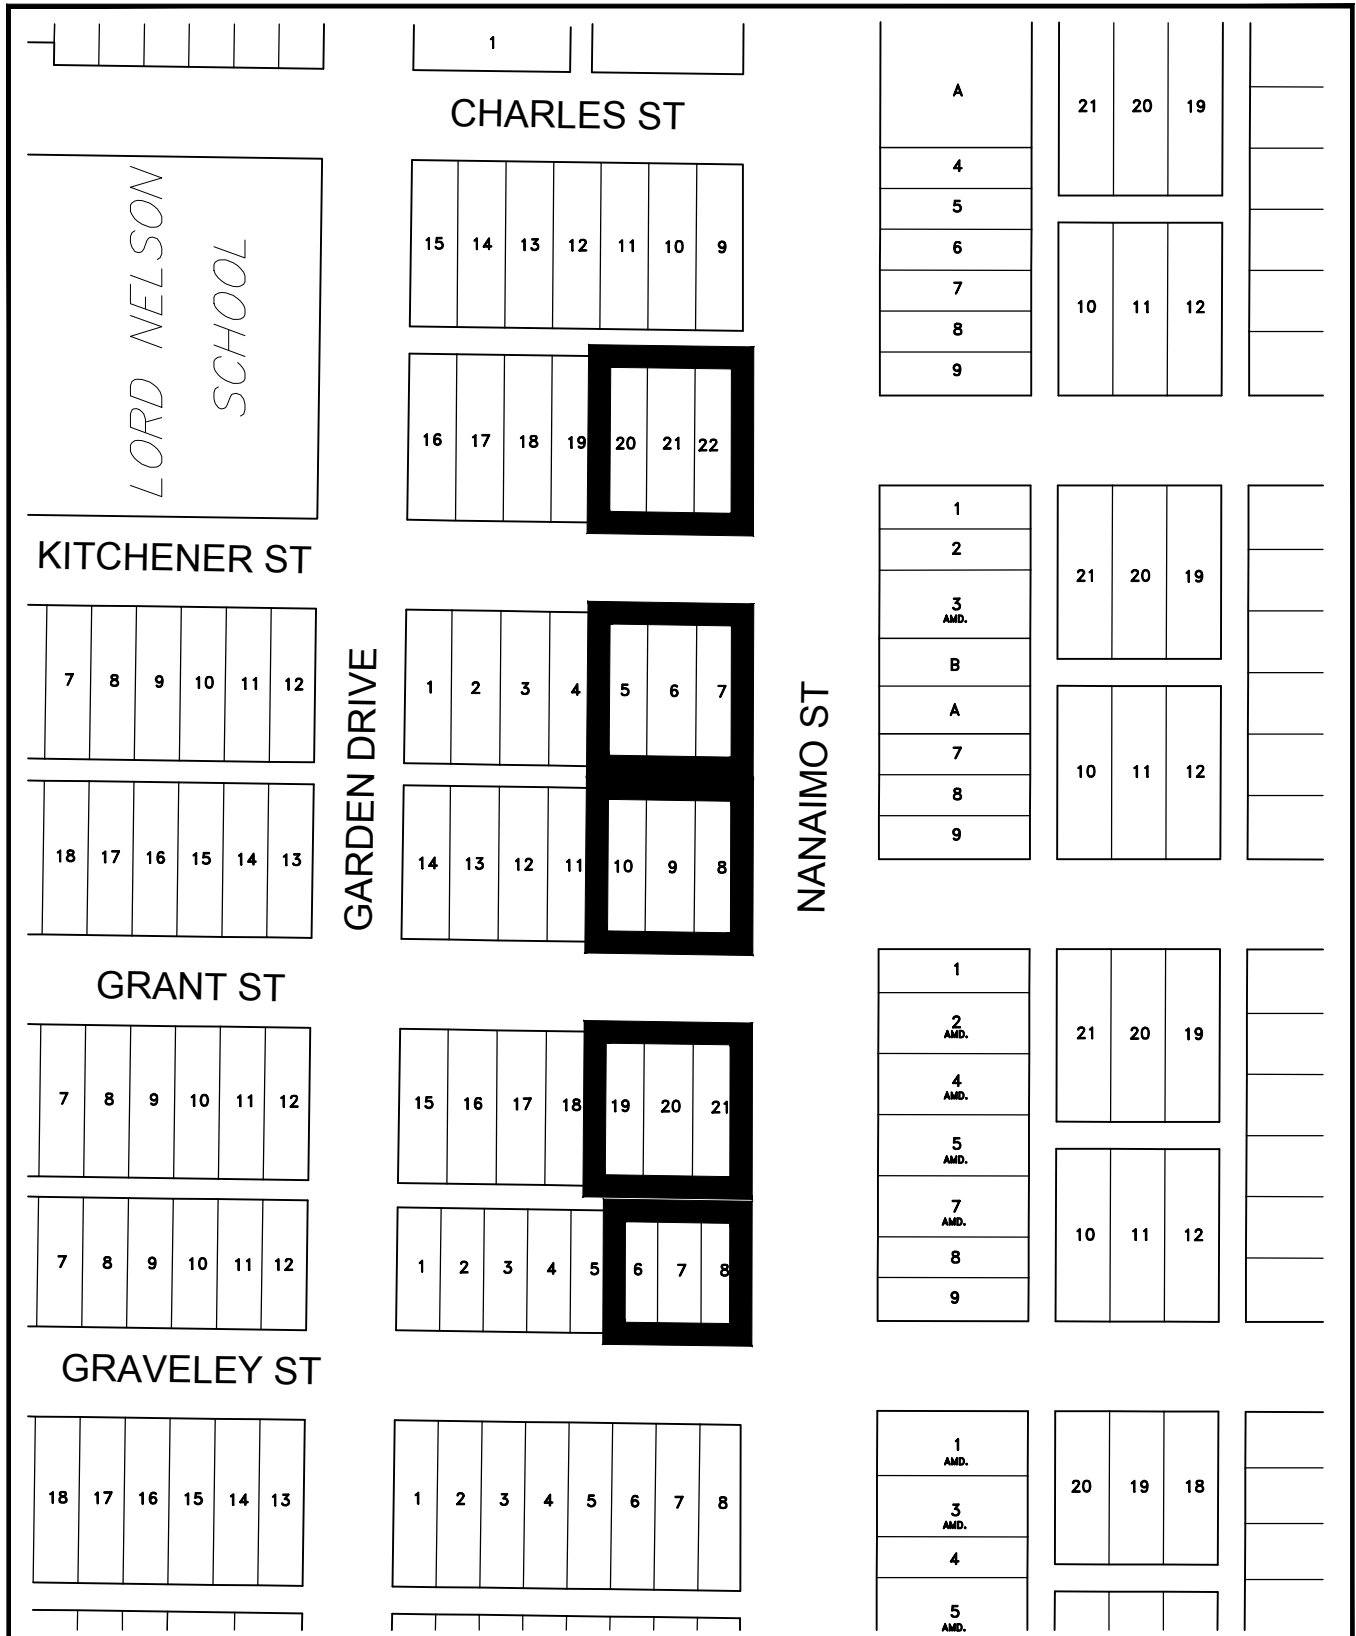 1
CHARLES ST
A
21 20 19
4
5
6
7
8
9
10 11 12
LORD NELSON
SCHOOL
15 14 13 12 11 10 9
16 17 18 19 20 21 22
KITCHENER ST
1
2
3
AMD.
B
A
7
8
9
21 20 19
10 11 12
7 8 9 10 11 12
GARDEN DRIVE
1 2 3 4 5 6 7
NANAIMO ST
18 17 16 15 14 13
14 13 12 11 10 9 8
GRANT ST
1
2
AMD.
4
AMD.
5
AMD.
7
AMD.
8
9
21 20 19
10 11 12
7 8 9 10 11 12
15 16 17 18 19 20 21
7 8 9 10 11 12
1 2 3 4 5 6 7 8
GRAVELEY ST
18 17 16 15 14 13
1 2 3 4 5 6 7 8
1
AMD.
3
AMD.
4
5
AMD.
20 19 18